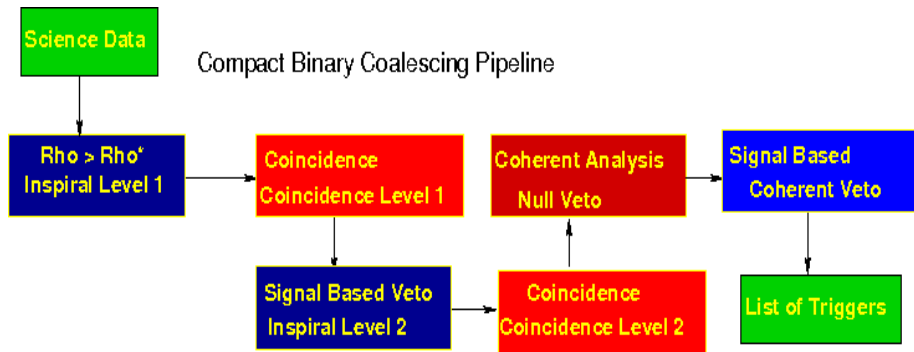 Science Data
Compact Binary Coalescing Pipeline
Rho > Rho*
Inspiral Level 1
Coincidence
Coincidence Level 1
Signal Based Veto
Inspiral Level 2
Coincidence
Coincidence Level 2
Coherent Analysis
Null Veto
Signal Based
Coherent Veto
List of Triggers